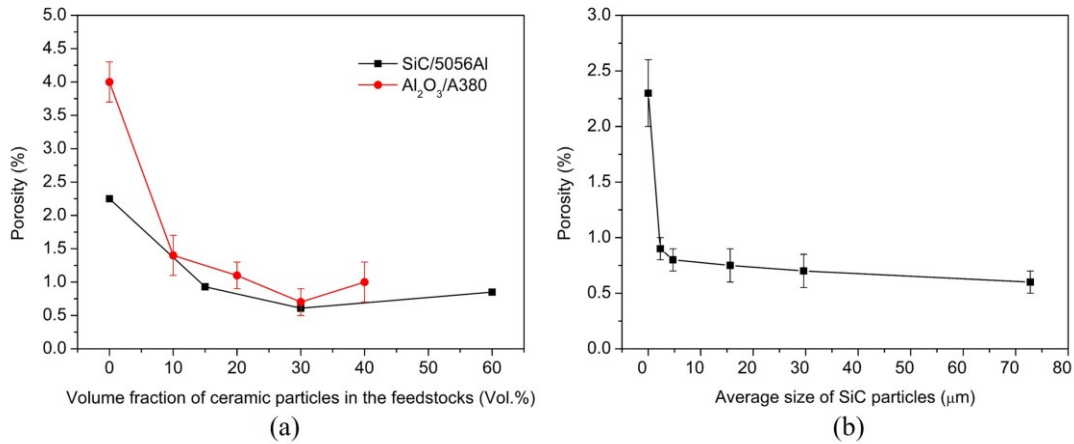 5.0
4.5
4.0
3.5
3.0
2.5
2.0
1.5
1.0
0.5
0.0
Porosity (%)
SiC/5056Al
Al₂O₃/A380
0 10 20 30 40 50 60
Volume fraction of ceramic particles in the feedstocks (Vol.%)
(a)
3.0
2.5
2.0
1.5
1.0
0.5
0.0
Porosity (%)
0 10 20 30 40 50 60 70 80
Average size of SiC particles (μm)
(b)